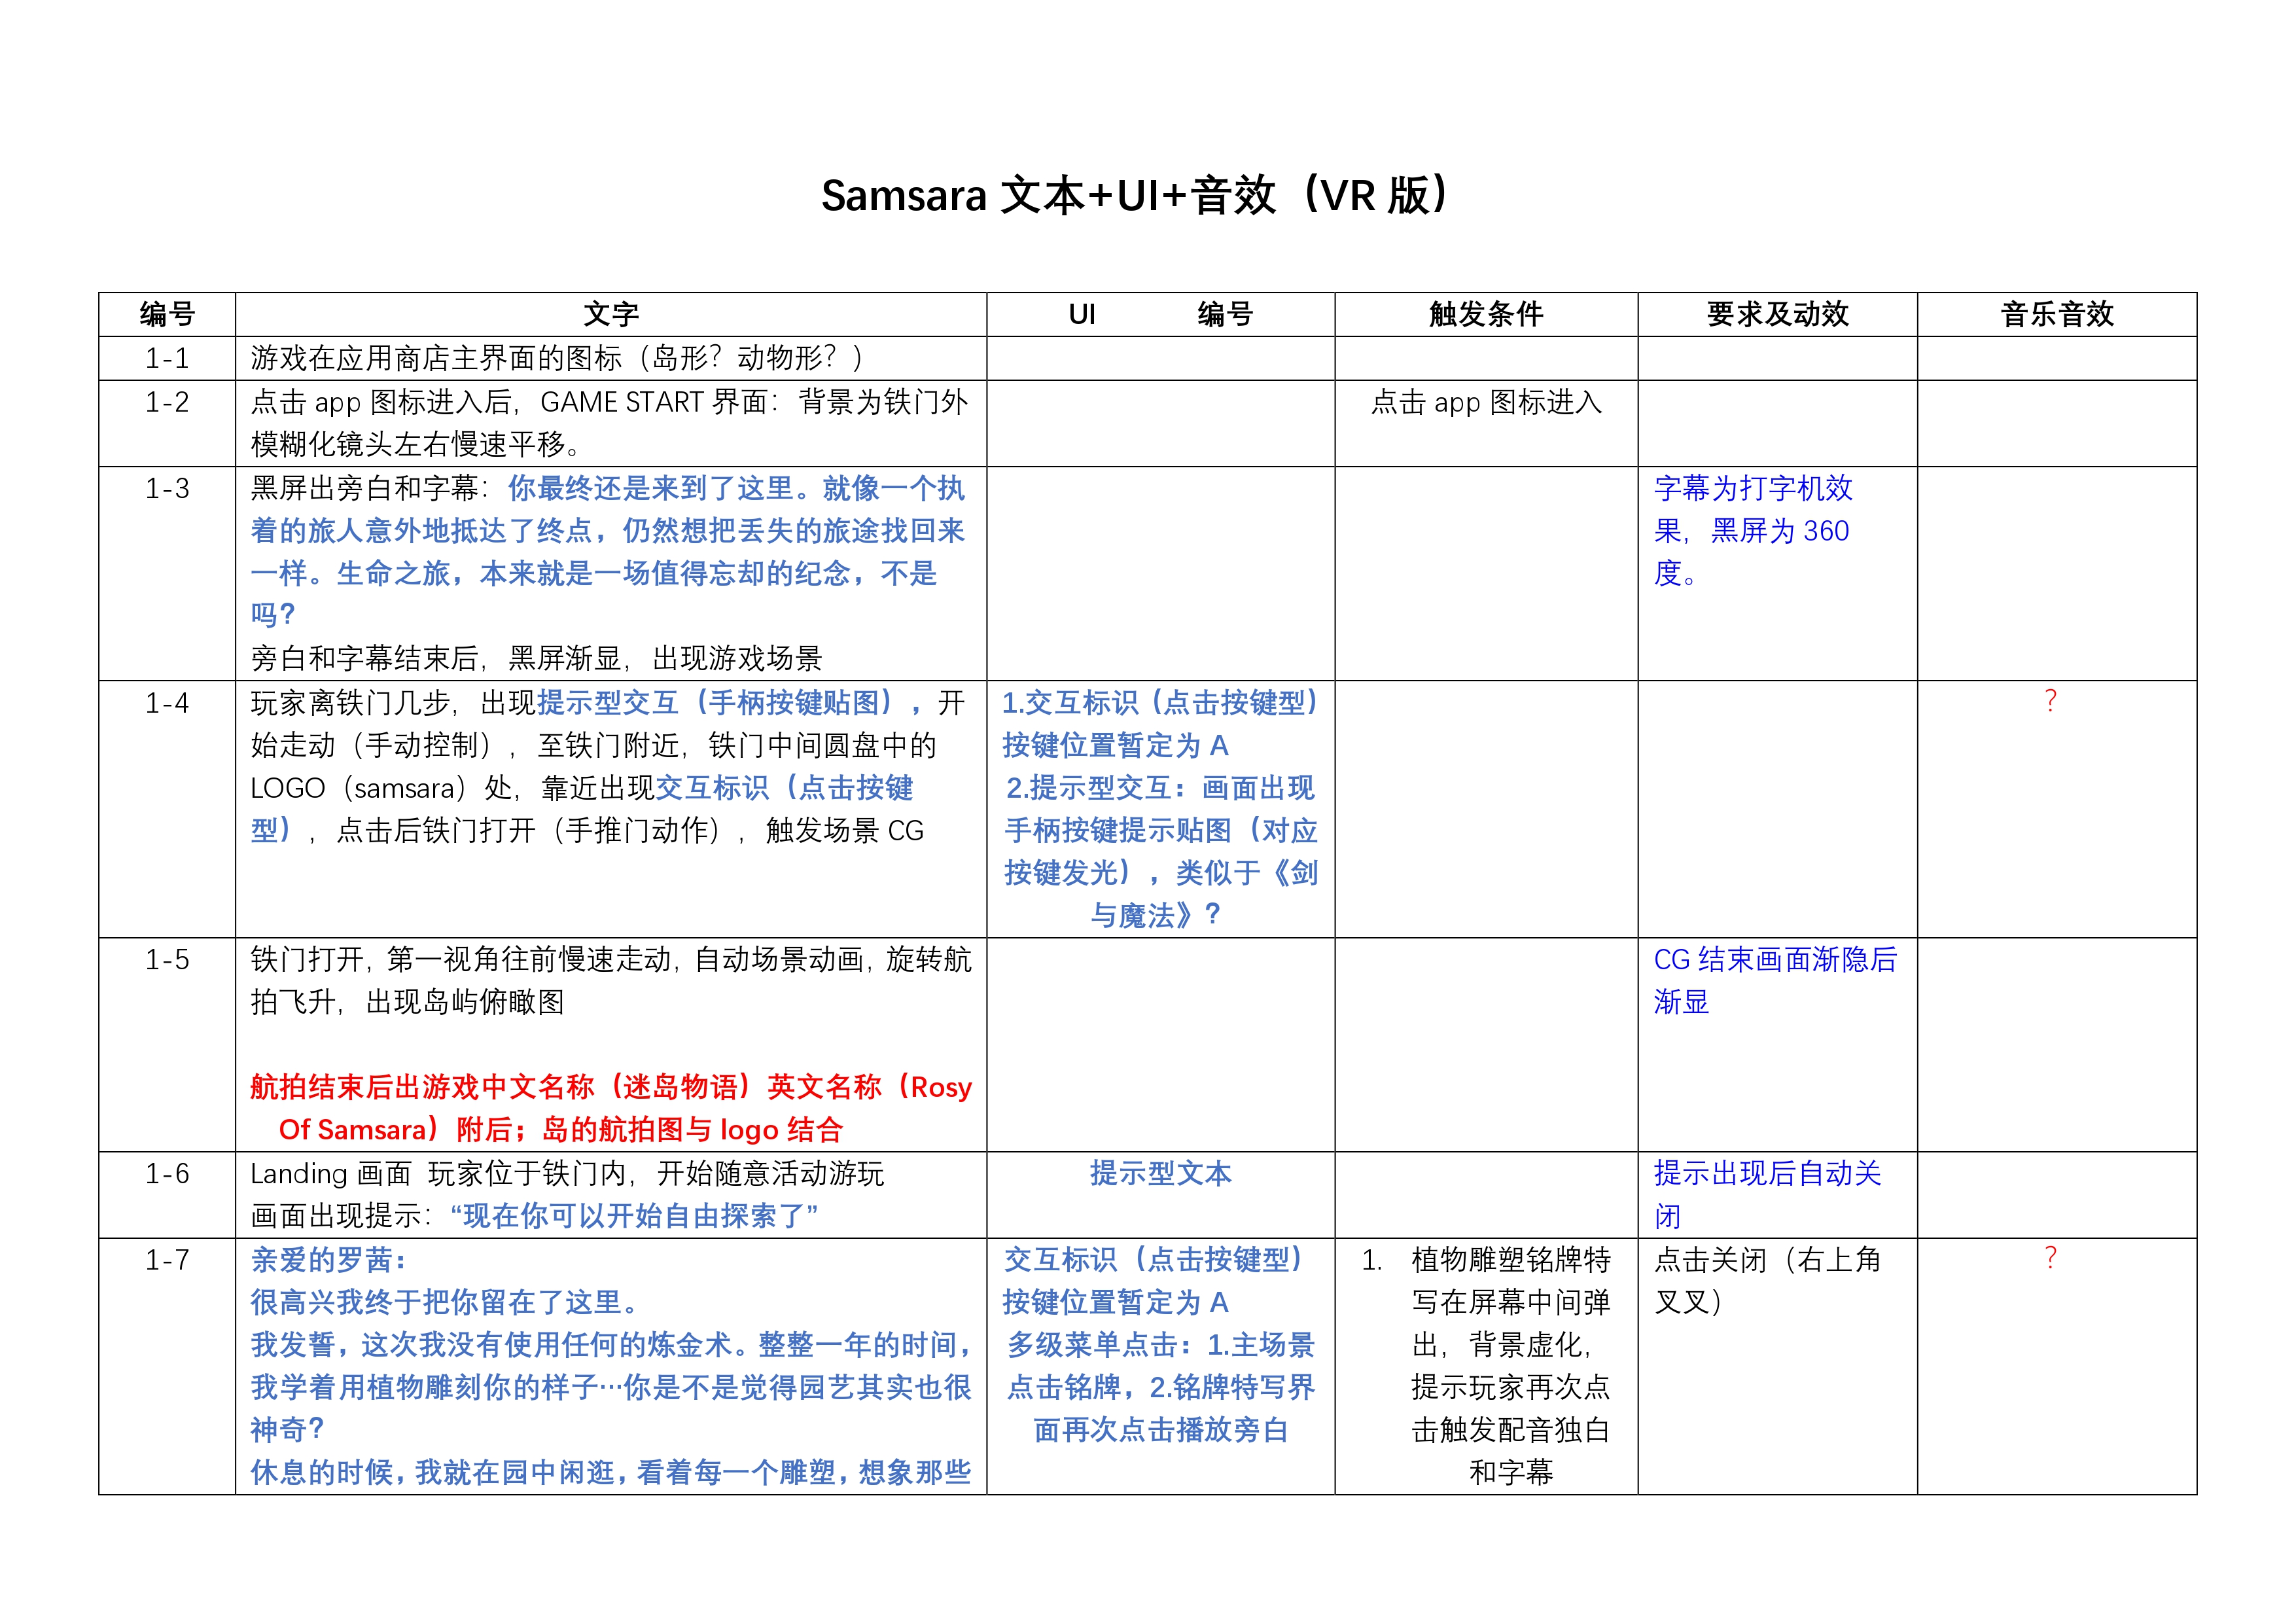 Samsara 文本+UI+音效（VR 版）
编号 文字 UI 编号 触发条件 要求及动效 音乐音效
1-1 游戏在应用商店主界面的图标（岛形？动物形？）
1-2 点击 app 图标进入后，GAME START 界面：背景为铁门外 点击 app 图标进入
模糊化镜头左右慢速平移。
1-3 黑屏出旁白和字幕：你最终还是来到了这里。就像一个执
着的旅人意外地抵达了终点，仍然想把丢失的旅途找回来
一样。生命之旅，本来就是一场值得忘却的纪念，不是
吗？
旁白和字幕结束后，黑屏渐显，出现游戏场景
字幕为打字机效
果，黑屏为 360
度。
1-4 玩家离铁门几步，出现提示型交互（手柄按键贴图），开
始走动（手动控制），至铁门附近，铁门中间圆盘中的
LOGO（samsara）处，靠近出现交互标识（点击按键
型），点击后铁门打开（手推门动作），触发场景 CG
1.交互标识（点击按键型）
按键位置暂定为 A
2.提示型交互：画面出现
手柄按键提示贴图（对应
按键发光），类似于《剑
与魔法》？
？
1-5 铁门打开，第一视角往前慢速走动，自动场景动画，旋转航
拍飞升，出现岛屿俯瞰图
航拍结束后出游戏中文名称（迷岛物语）英文名称（Rosy
Of Samsara）附后；岛的航拍图与 logo 结合
CG 结束画面渐隐后
渐显
1-6 Landing 画面 玩家位于铁门内，开始随意活动游玩
画面出现提示：“现在你可以开始自由探索了”
提示型文本
提示出现后自动关
闭
1-7 亲爱的罗茜：
很高兴我终于把你留在了这里。
我发誓，这次我没有使用任何的炼金术。整整一年的时间，
我学着用植物雕刻你的样子…你是不是觉得园艺其实也很
神奇？
休息的时候，我就在园中闲逛，看着每一个雕塑，想象那些
交互标识（点击按键型）
按键位置暂定为 A
多级菜单点击：1.主场景
点击铭牌，2.铭牌特写界
面再次点击播放旁白
1. 植物雕塑铭牌特
写在屏幕中间弹
出，背景虚化，
提示玩家再次点
击触发配音独白
和字幕
点击关闭（右上角
叉叉）
？